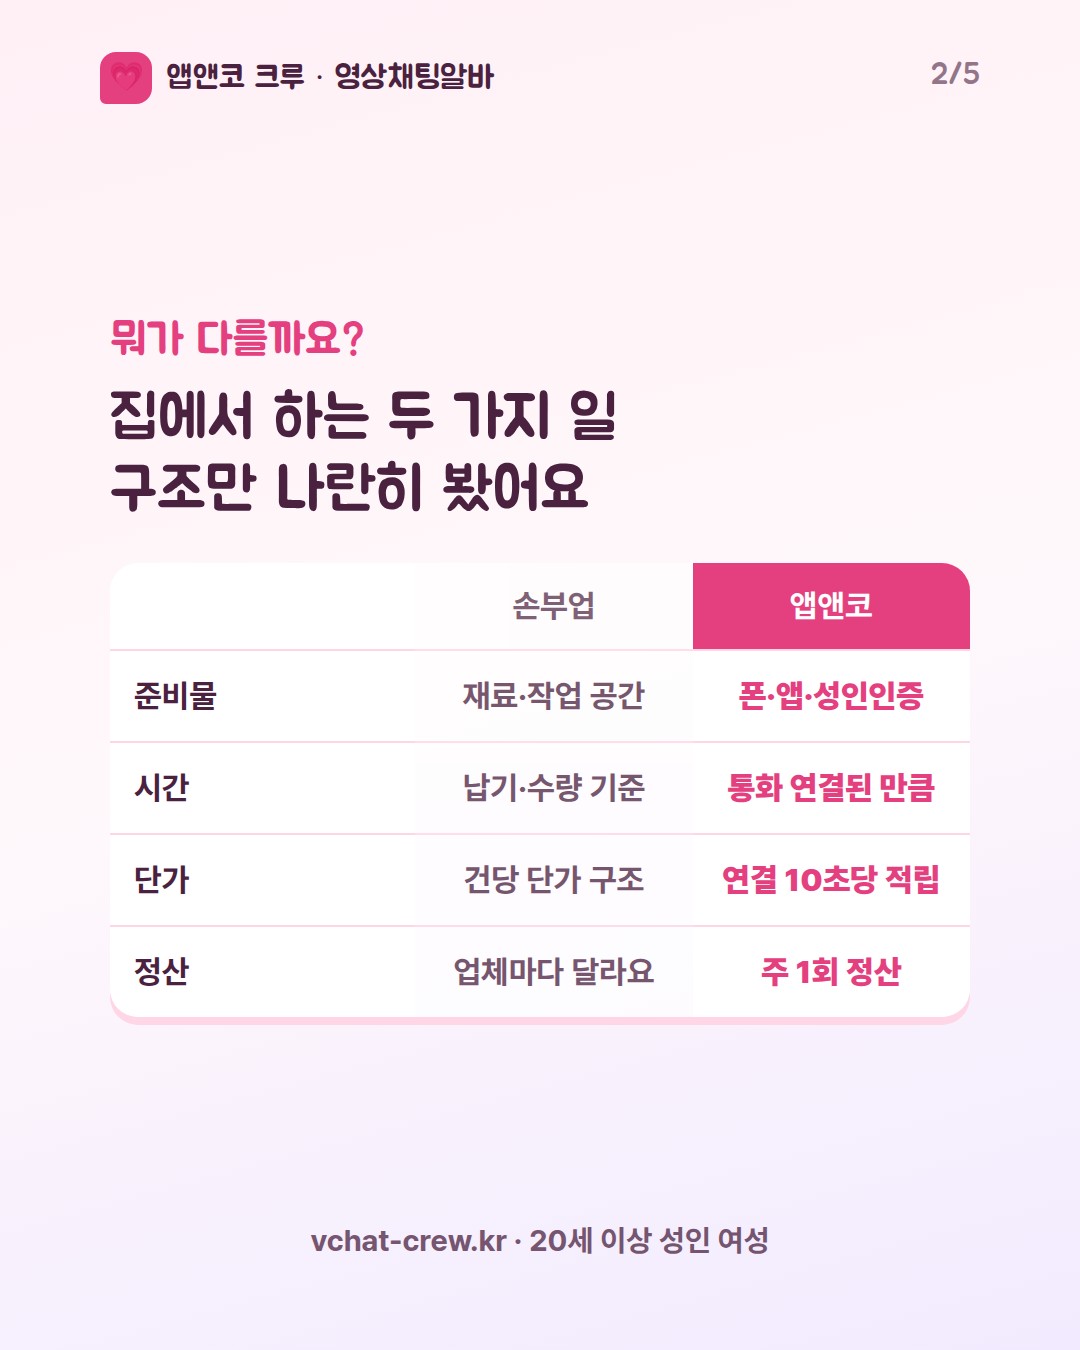 앱앤코 크루 · 영상채팅알바
2/5
뭐가 다를까요?
집에서 하는 두 가지 일
구조만 나란히 봤어요
손부업 앱앤코
준비물 재료·작업 공간 폰·앱·성인인증
시간 납기·수량 기준 통화 연결된 만큼
단가 건당 단가 구조 연결 10초당 적립
정산 업체마다 달라요 주 1회 정산
vchat-crew.kr · 20세 이상 성인 여성